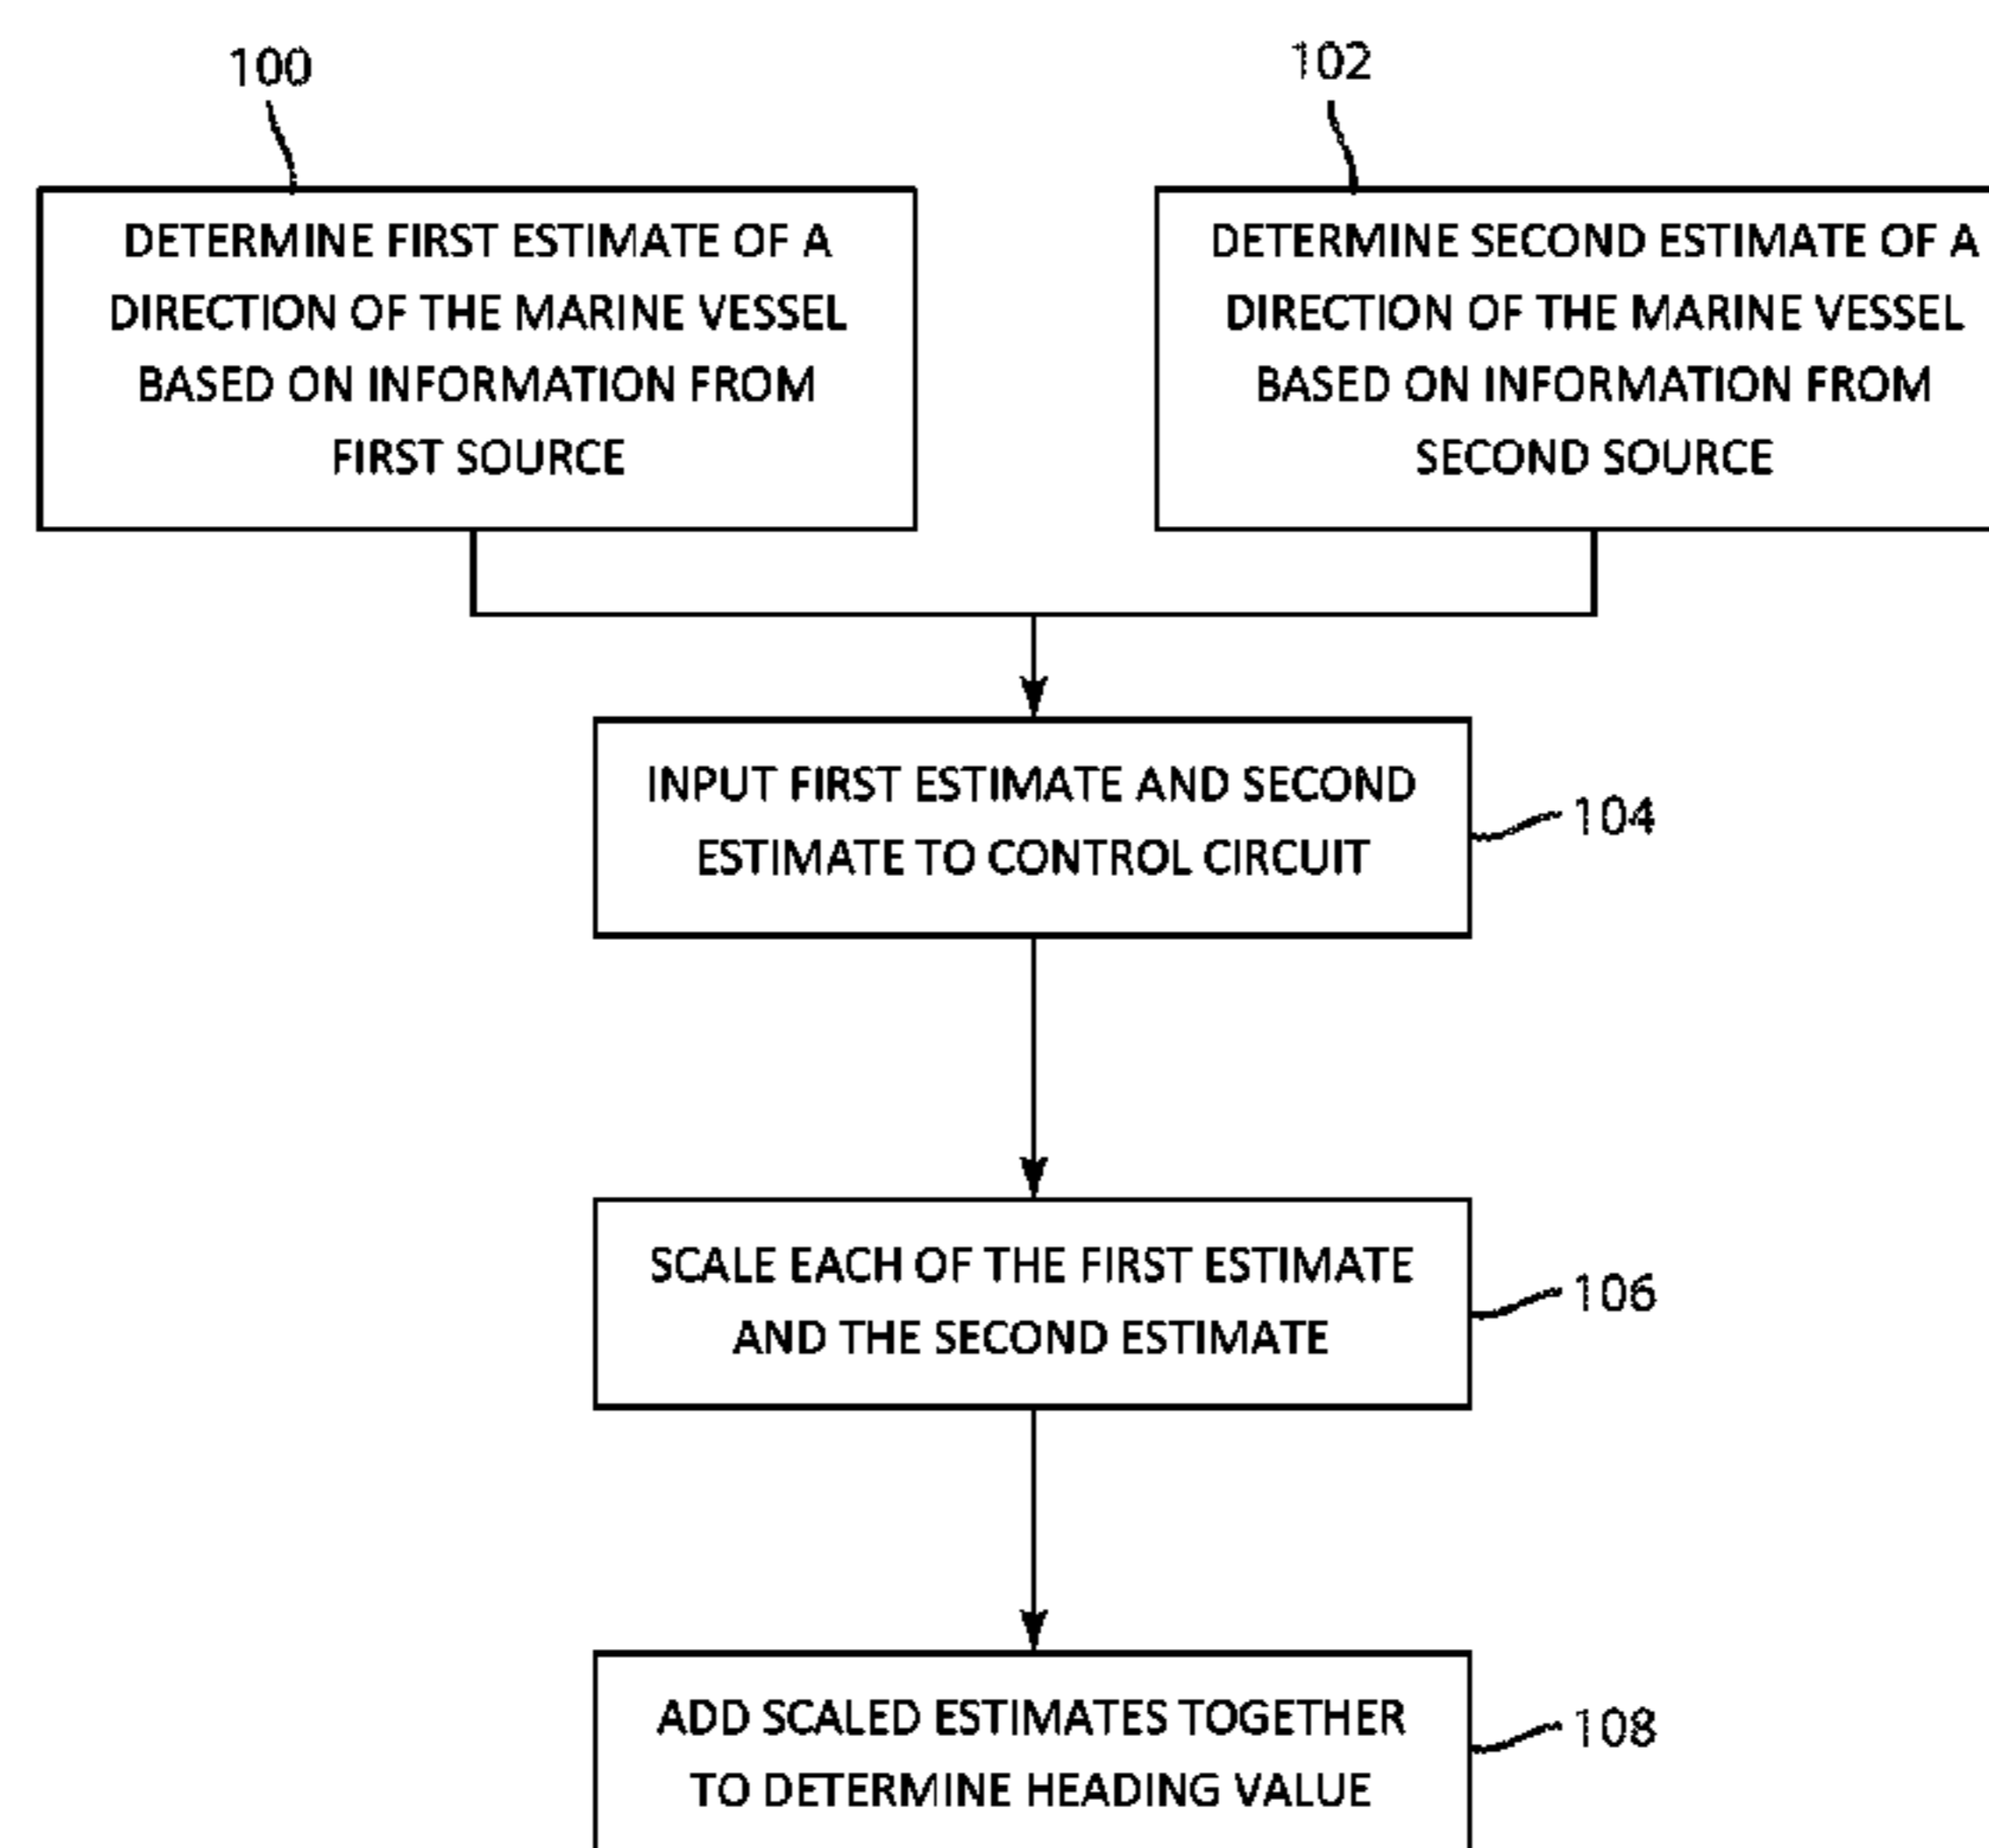 100
102
DETERMINE FIRST ESTIMATE OF A
DIRECTION OF THE MARINE VESSEL
BASED ON INFORMATION FROM
FIRST SOURCE
DETERMINE SECOND ESTIMATE OF A
DIRECTION OF THE MARINE VESSEL
BASED ON INFORMATION FROM
SECOND SOURCE
INPUT FIRST ESTIMATE AND SECOND
ESTIMATE TO CONTROL CIRCUIT
104
SCALE EACH OF THE FIRST ESTIMATE
AND THE SECOND ESTIMATE
106
ADD SCALED ESTIMATES TOGETHER
TO DETERMINE HEADING VALUE
108